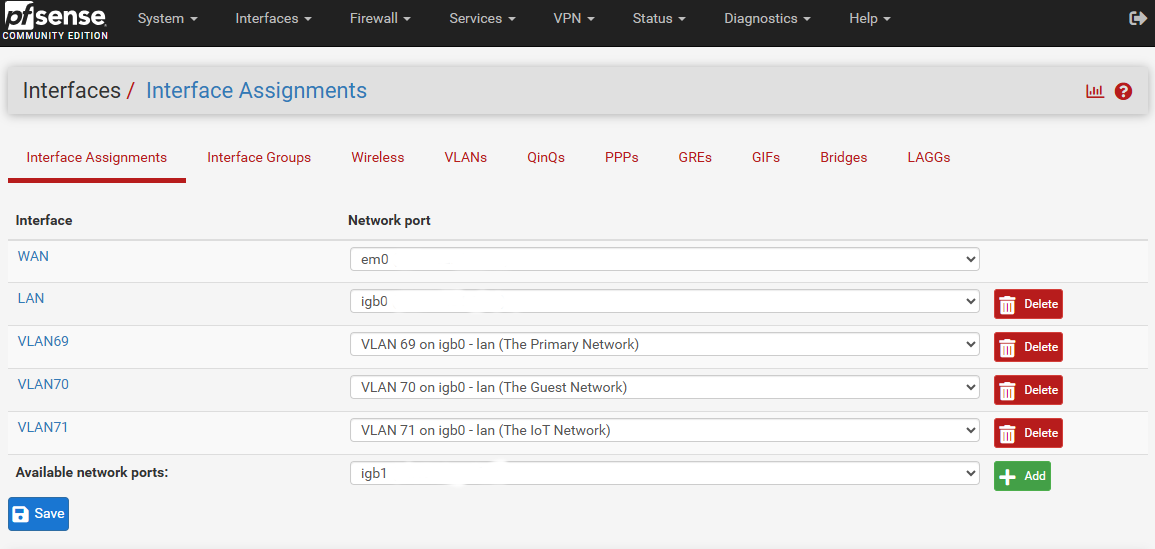 pfsense
COMMUNITY EDITION
System Interfaces Firewall Services VPN Status Diagnostics Help
Interfaces / Interface Assignments
Interface Assignments Interface Groups Wireless VLANs QinQs PPPs GREs GIFs Bridges LAGGs
Interface Network port
WAN em0
LAN igb0 Delete
VLAN69 VLAN 69 on igb0 - lan (The Primary Network) Delete
VLAN70 VLAN 70 on igb0 - lan (The Guest Network) Delete
VLAN71 VLAN 71 on igb0 - lan (The IoT Network) Delete
Available network ports: igb1 Add
Save